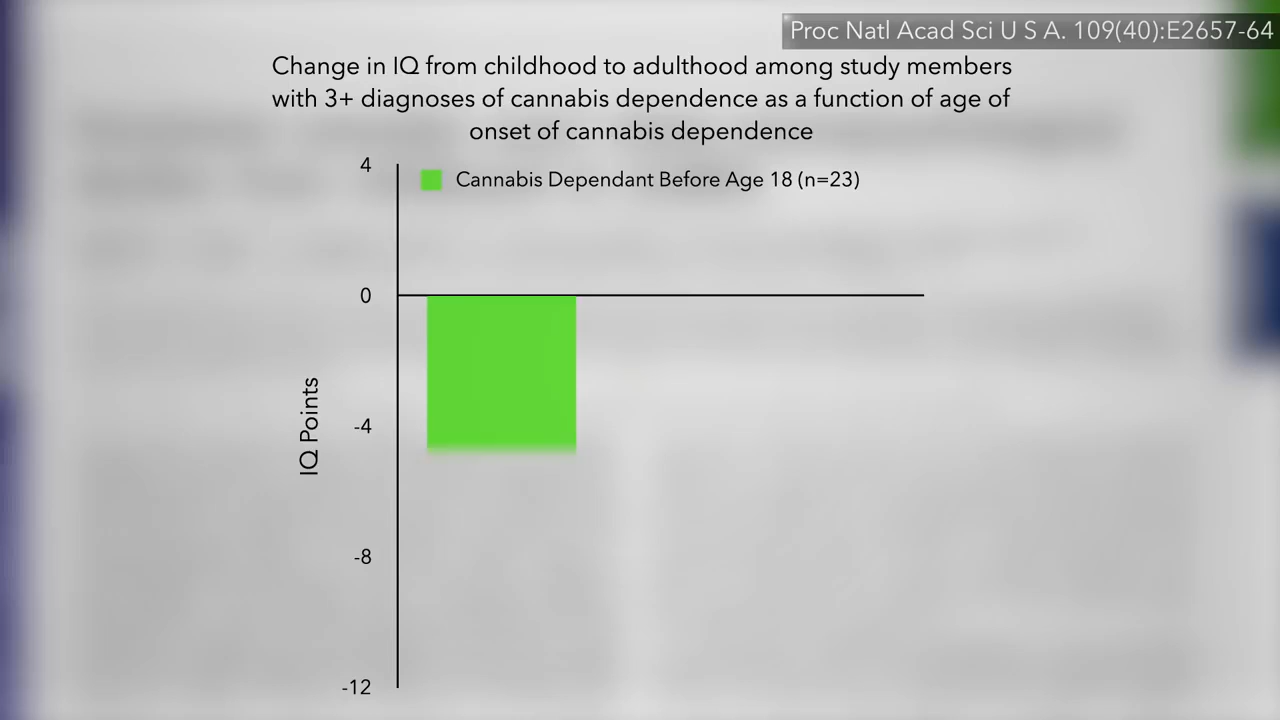 Proc Natl Acad Sci U S A. 109(40):E2657-64
Change in IQ from childhood to adulthood among study members
with 3+ diagnoses of cannabis dependence as a function of age of
onset of cannabis dependence
4
Cannabis Dependant Before Age 18 (n=23)
0
IQ Points
-4
-8
-12